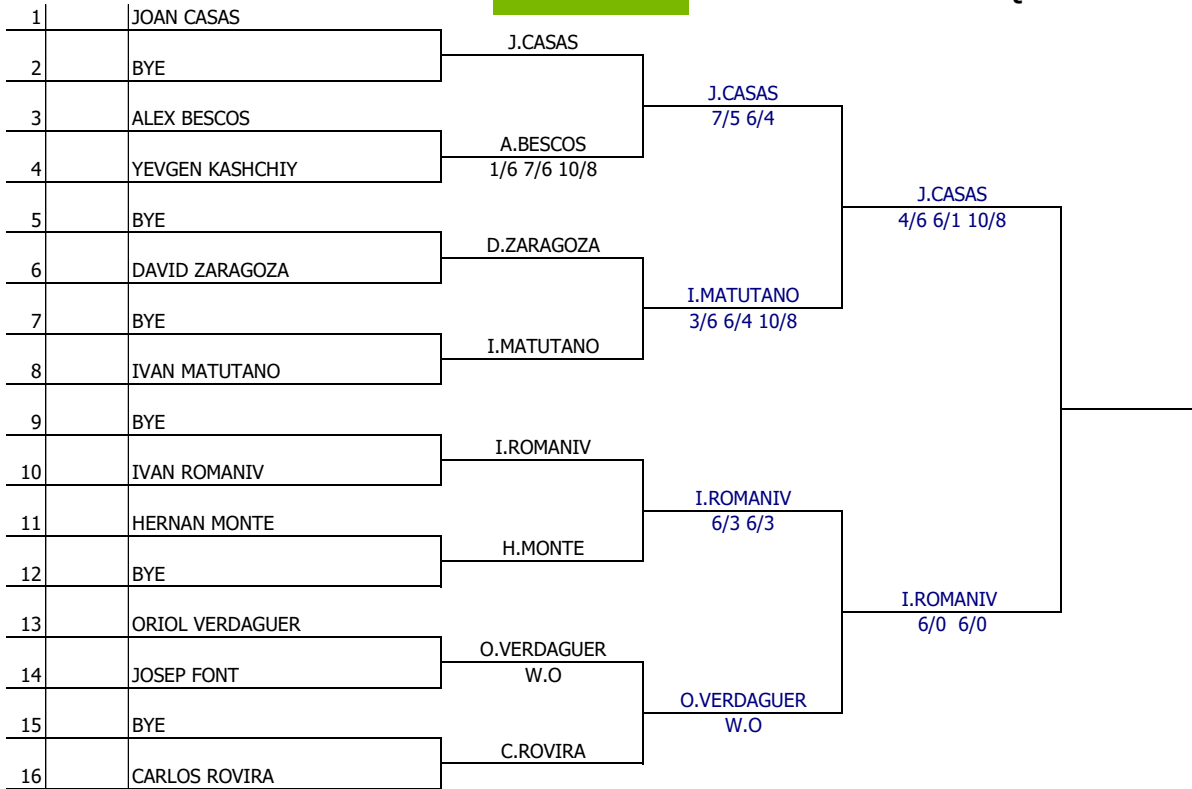 1 JOAN CASAS
J.CASAS
2 BYE
J.CASAS
3 ALEX BESCOS
7/5 6/4
A.BESCOS
4 YEVGEN KASHCHIY
1/6 7/6 10/8
J.CASAS
5 BYE
4/6 6/1 10/8
D.ZARAGOZA
6 DAVID ZARAGOZA
I.MATUTANO
7 BYE
3/6 6/4 10/8
I.MATUTANO
8 IVAN MATUTANO
9 BYE
I.ROMANIV
10 IVAN ROMANIV
I.ROMANIV
11 HERNAN MONTE
6/3 6/3
H.MONTE
12 BYE
I.ROMANIV
13 ORIOL VERDAGUER
6/0 6/0
O.VERDAGUER
14 JOSEP FONT
W.O
O.VERDAGUER
15 BYE
W.O
C.ROVIRA
16 CARLOS ROVIRA